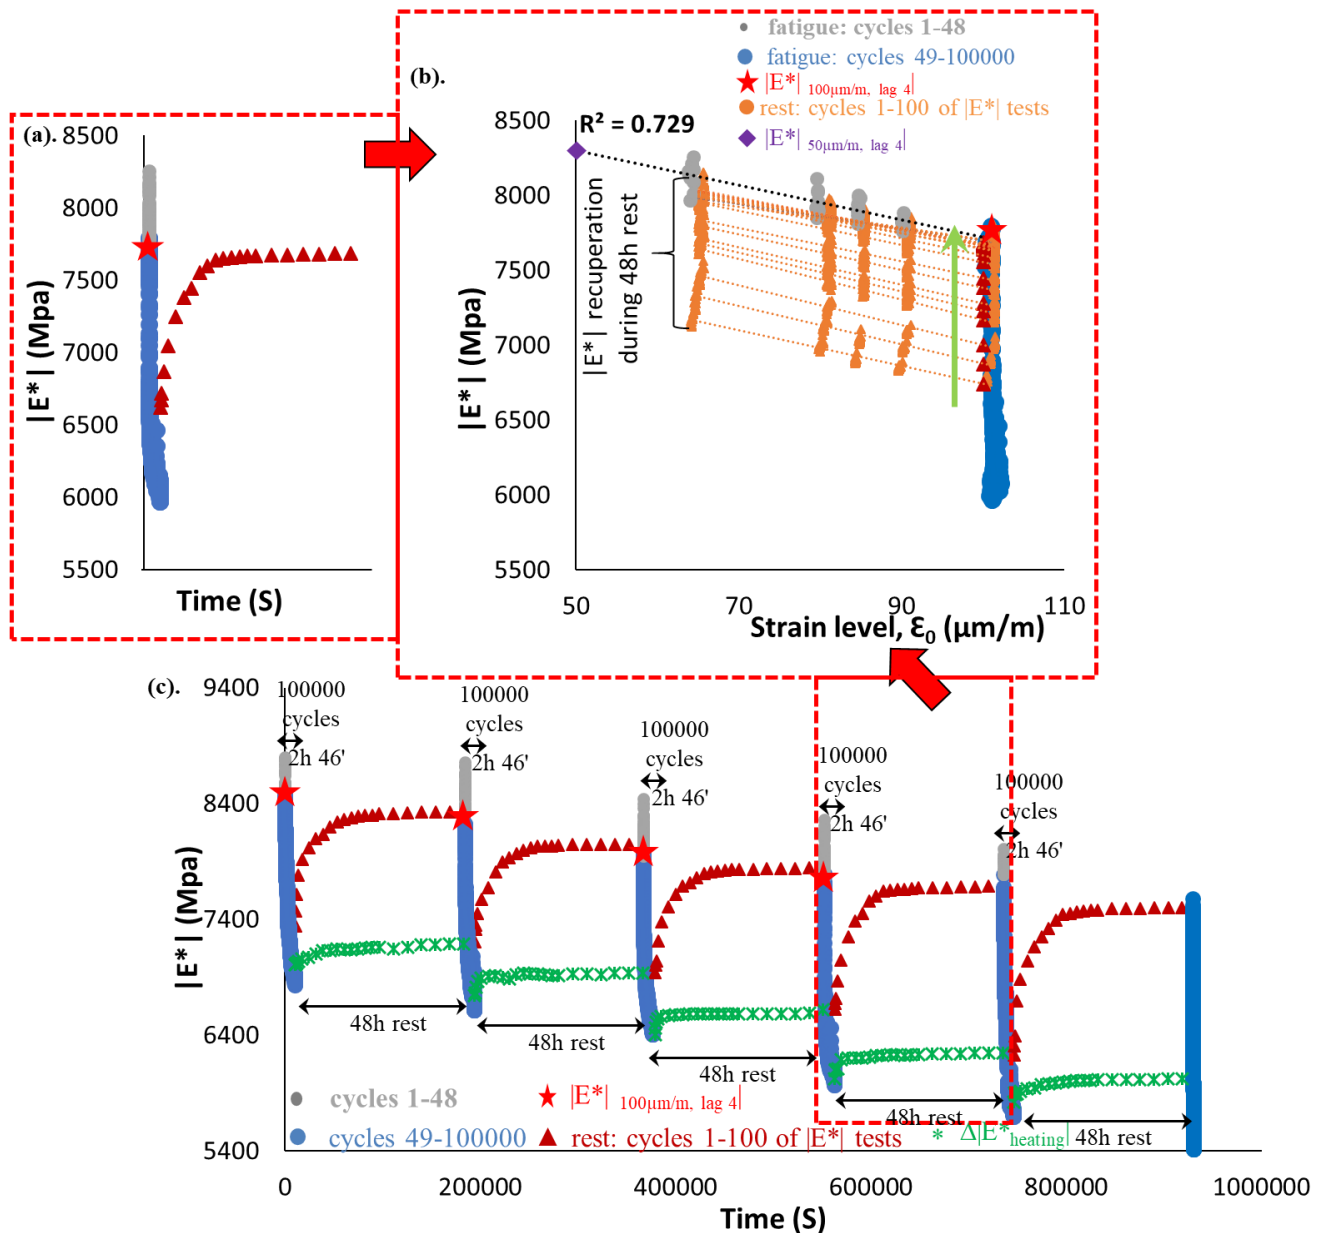 (a).
8500
8000
7500
7000
6500
6000
5500
|E*| (Mpa)
Time (S)
(b).
fatigue: cycles 1-48
fatigue: cycles 49-100000
|E*| 100µm/m, lag 4|
rest: cycles 1-100 of |E*| tests
|E*| 50µm/m, lag 4|
R² = 0.729
8500
8000
7500
7000
6500
6000
5500
|E*| (Mpa)
|E*| recuperation
during 48h rest
50
70
90
110
Strain level, ε0 (µm/m)
(c).
9400
8400
7400
6400
5400
|E*| (Mpa)
100000
cycles
2h 46'
100000
cycles
2h 46'
100000
cycles
2h 46'
100000
cycles
2h 46'
100000
cycles
2h 46'
48h rest
48h rest
48h rest
48h rest
48h rest
cycles 1-48
|E*| 100µm/m, lag 4|
cycles 49-100000
rest: cycles 1-100 of |E*| tests
Δ|E*heating|
0
200000
400000
600000
800000
1000000
Time (S)